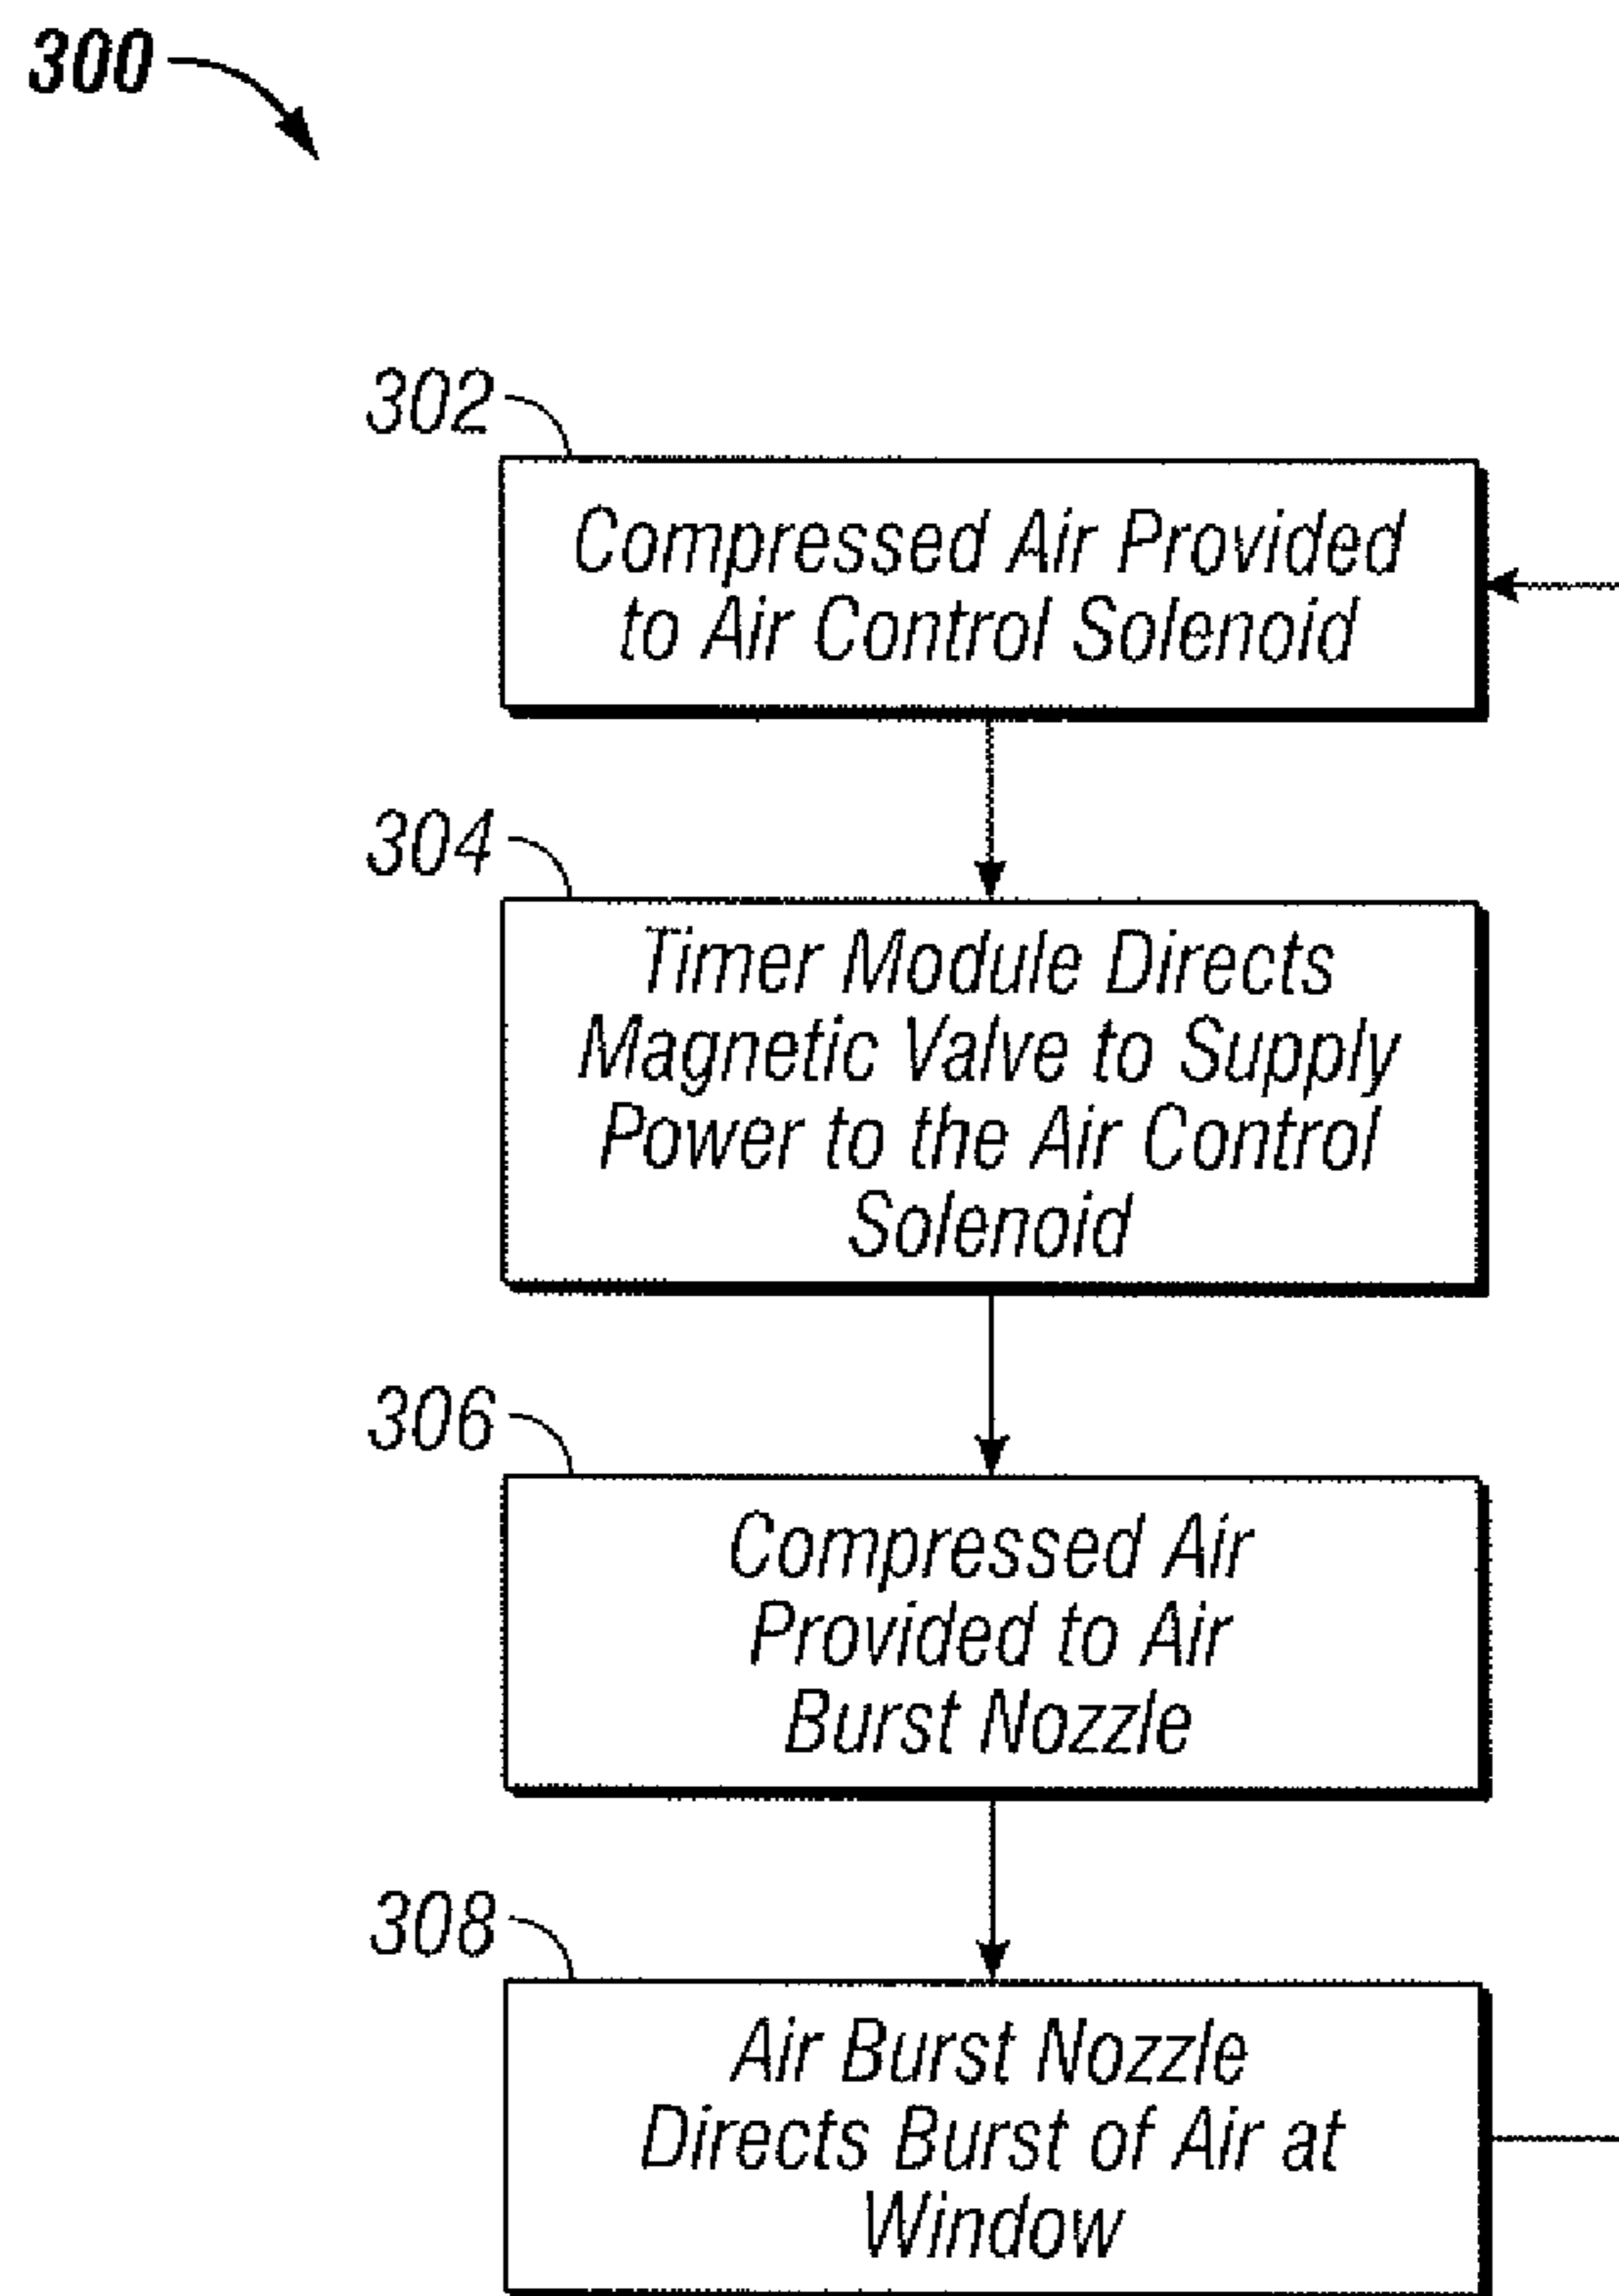 300
302
Compressed Air Provided
to Air Control Solenoid
304
Timer Module Directs
Magnetic Valve to Supply
Power to the Air Control
Solenoid
306
Compressed Air
Provided to Air
Burst Nozzle
308
Air Burst Nozzle
Directs Burst of Air at
Window